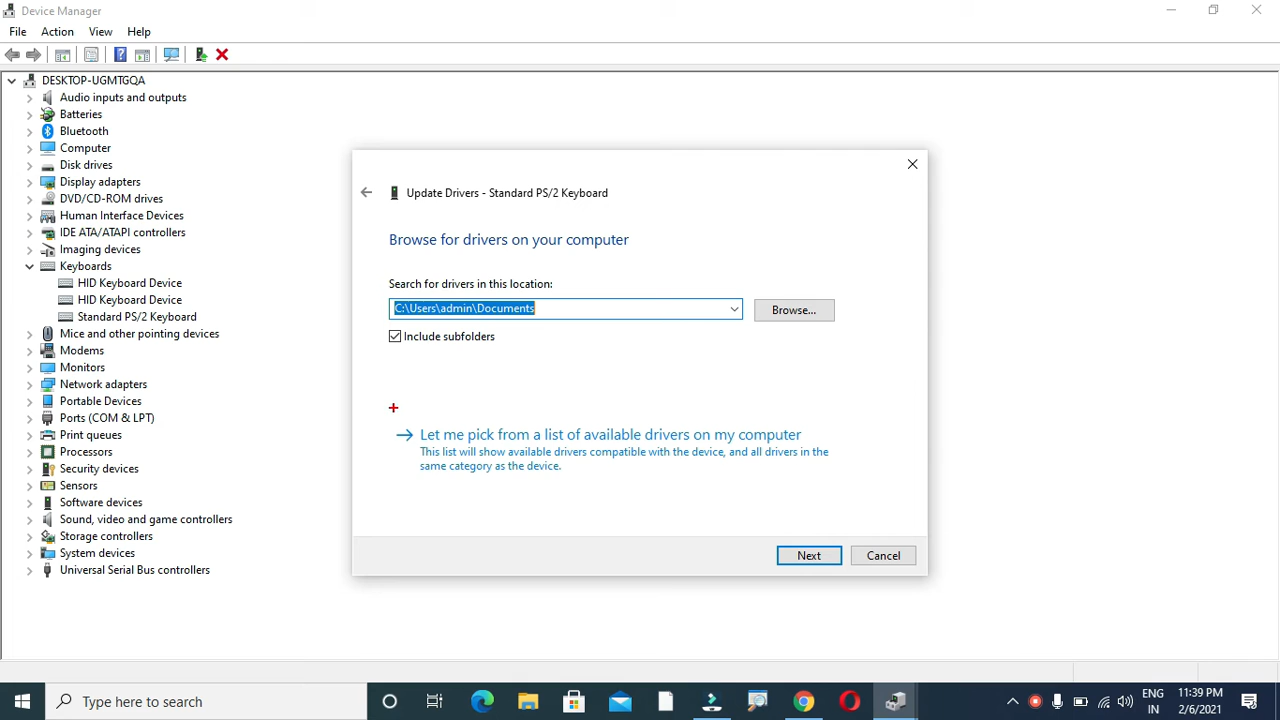 Device Manager
File Action View Help
DESKTOP-UGMTGQA
Audio inputs and outputs
Batteries
Bluetooth
Computer
Disk drives
Display adapters
DVD/CD-ROM drives
Human Interface Devices
IDE ATA/ATAPI controllers
Imaging devices
Keyboards
HID Keyboard Device
HID Keyboard Device
Standard PS/2 Keyboard
Mice and other pointing devices
Modems
Monitors
Network adapters
Portable Devices
Ports (COM & LPT)
Print queues
Processors
Security devices
Sensors
Software devices
Sound, video and game controllers
Storage controllers
System devices
Universal Serial Bus controllers
Update Drivers - Standard PS/2 Keyboard
Browse for drivers on your computer
Search for drivers in this location:
C:\Users\admin\Documents
Browse...
Include subfolders
Let me pick from a list of available drivers on my computer
This list will show available drivers compatible with the device, and all drivers in the
same category as the device.
Next Cancel
Type here to search
ENG
IN
11:39 PM
2/6/2021